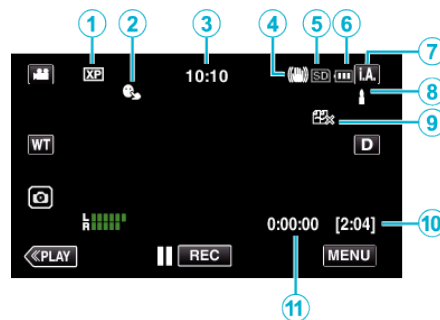 1 2 3 4 5 6 7
XP 10:10 SD i.A.
8
9
WT D
L
R
0:00:00 [2:04] 10
≪PLAY REC MENU
11